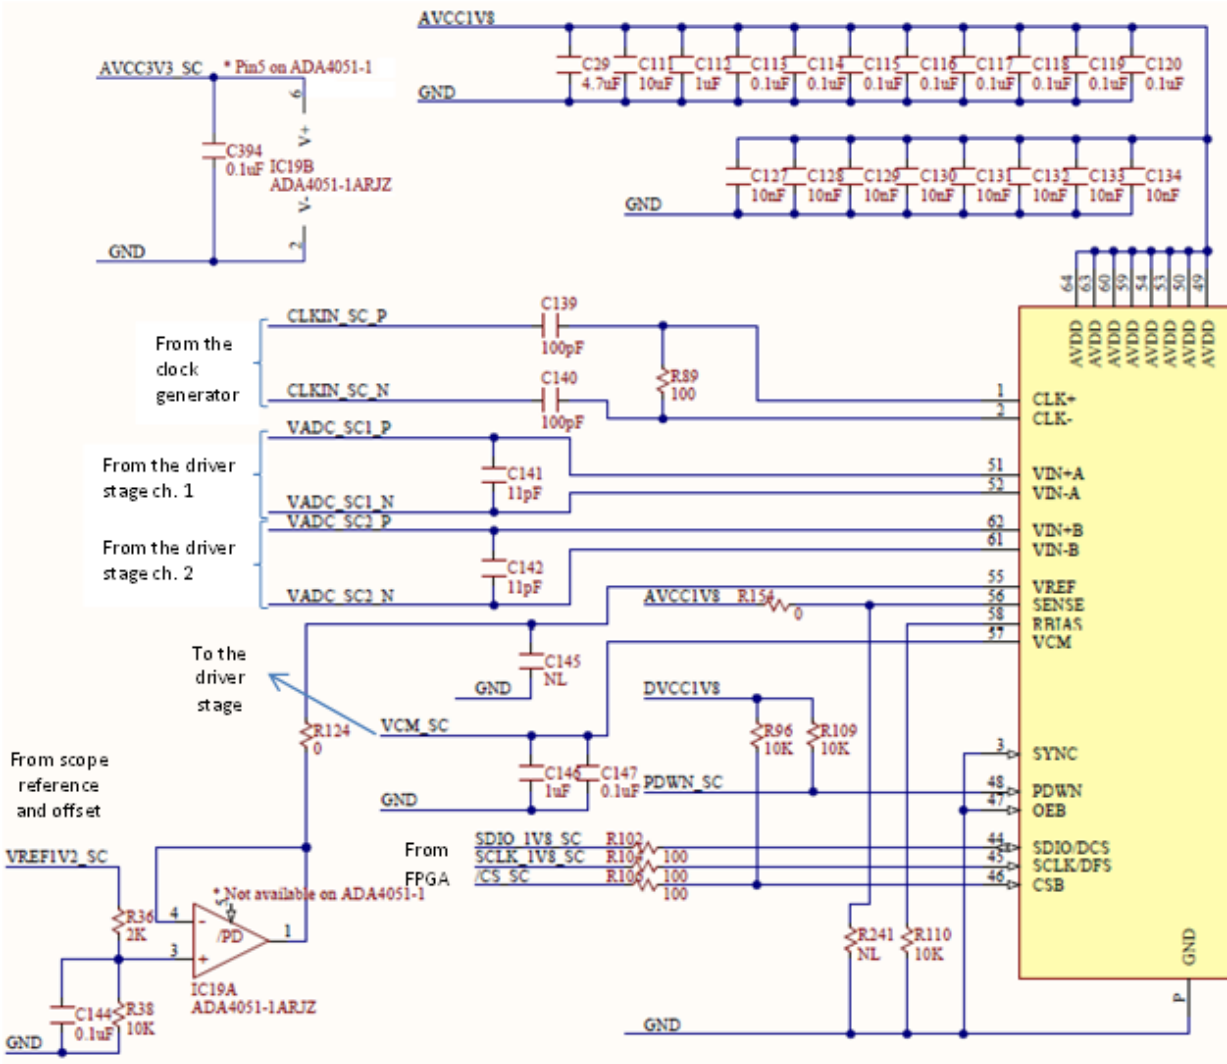 AVCC1V8
C29 4.7uF
C111 10uF
C112 1uF
C113 0.1uF
C114 0.1uF
C115 0.1uF
C116 0.1uF
C117 0.1uF
C118 0.1uF
C119 0.1uF
C120 0.1uF
GND
AVCC3V3_SC
* Pin5 on ADA4051-1
6
V+
C394 0.1uF
IC19B
ADA4051-1ARJZ
V-
2
GND
C127 10nF
C128 10nF
C129 10nF
C130 10nF
C131 10nF
C132 10nF
C133 10nF
C134 10nF
GND
64 63 60 59 54 53 50 49
AVDD AVDD AVDD AVDD AVDD AVDD AVDD AVDD
From the
clock
generator
CLKIN_SC_P
C139
100pF
CLKIN_SC_N
C140
100pF
R89
100
1 CLK+
2 CLK-
From the driver
stage ch. 1
VADC_SC1_P
C141
11pF
VADC_SC1_N
51 VIN+A
52 VIN-A
From the driver
stage ch. 2
VADC_SC2_P
C142
11pF
VADC_SC2_N
62 VIN+B
61 VIN-B
55 VREF
AVCC1V8 R154 0
56 SENSE
58 RBIAS
57 VCM
To the
driver
stage
C145
NL
GND
VCM_SC
R124
0
C146
1uF
C147
0.1uF
GND
DVCC1V8
R96
10K
R109
10K
PDWN_SC
3 SYNC
48 PDWN
47 OEB
From scope
reference
and offset
From
FPGA
SDIO_1V8_SC R102 100
SCLK_1V8_SC R104 100
/CS_SC R106 100
44 SDIO/DCS
45 SCLK/DFS
46 CSB
VREF1V2_SC
* Not available on ADA4051-1
R36
2K
4 -
5
/PD
1
3 +
IC19A
ADA4051-1ARJZ
C144
0.1uF
R38
10K
GND
R241
NL
R110
10K
GND
GND
P